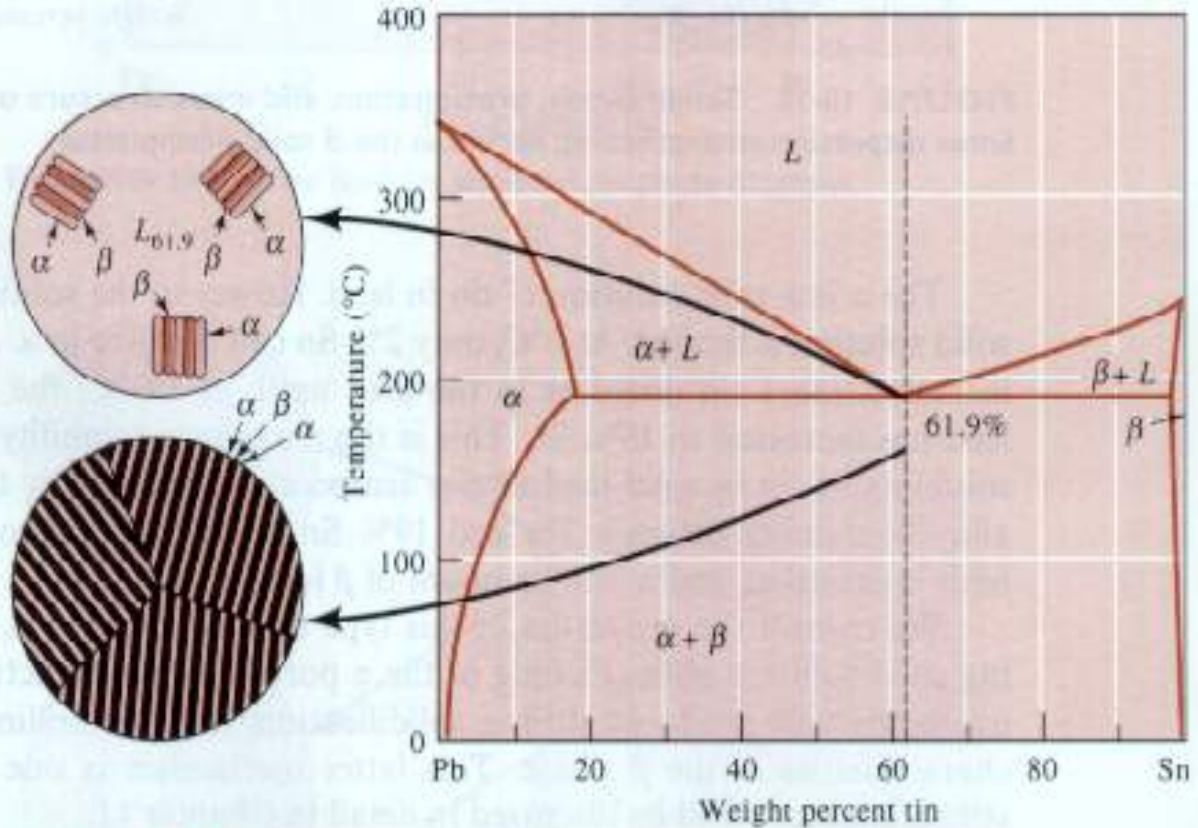 400
L
300
α β L61.9 β α
β
α
Temperature (°C)
α + L
200
α
β + L
61.9%
β
α β
α
100
α + β
0
Pb 20 40 60 80 Sn
Weight percent tin